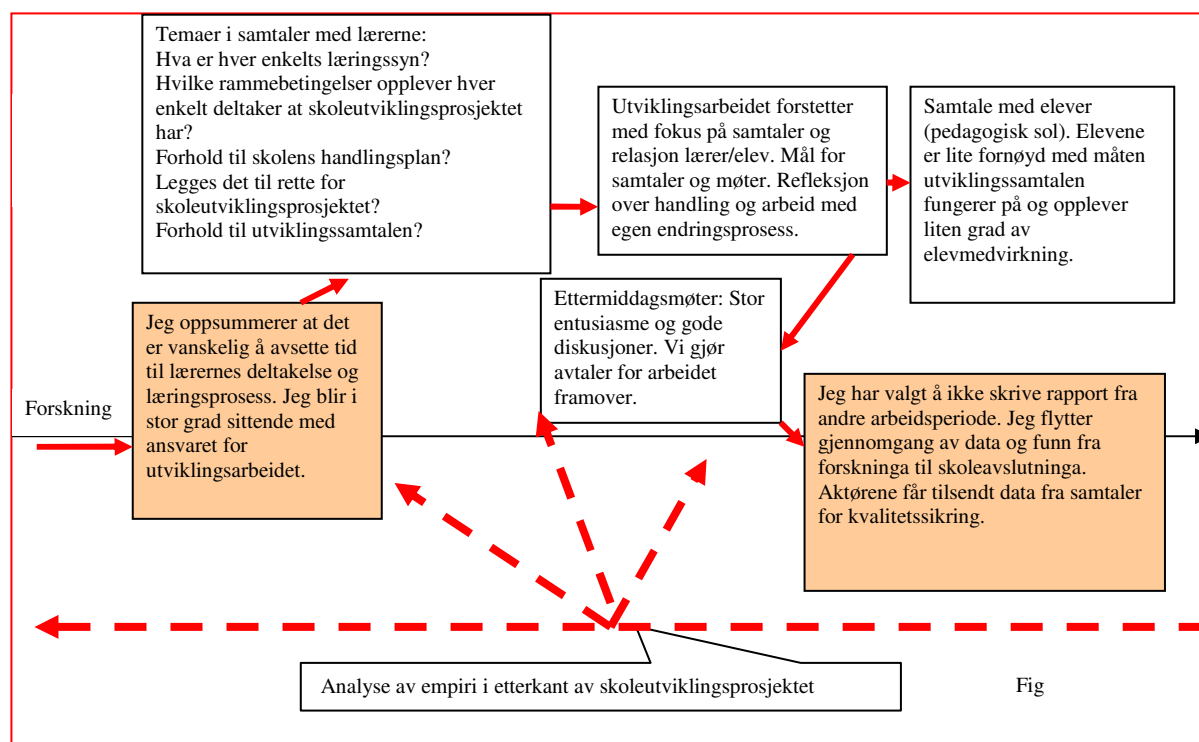 Temaer i samtaler med lærerne:
Hva er hver enkelts læringssyn?
Hvilke rammebetingelser opplever hver
enkelt deltaker at skoleutviklingsprosjektet
har?
Forhold til skolens handlingsplan?
Legges det til rette for
skoleutviklingsprosjektet?
Forhold til utviklingssamtalen?
Utviklingsarbeidet forstetter
med fokus på samtaler og
relasjon lærer/elev. Mål for
samtaler og møter. Refleksjon
over handling og arbeid med
egen endringsprosess.
Samtale med elever
(pedagogisk sol). Elevene
er lite fornøyd med måten
utviklingssamtalen
fungerer på og opplever
liten grad av
elevmedvirkning.
Forskning
Jeg oppsummerer at det
er vanskelig å avsette tid
til lærernes deltakelse og
læringsprosess. Jeg blir i
stor grad sittende med
ansvaret for
utviklingsarbeidet.
Ettermiddagsmøter: Stor
entusiasme og gode
diskusjoner. Vi gjør
avtaler for arbeidet
framover.
Jeg har valgt å ikke skrive rapport fra
andre arbeidsperiode. Jeg flytter
gjennomgang av data og funn fra
forskninga til skoleavslutninga.
Aktørene får tilsendt data fra samtaler
for kvalitetssikring.
Analyse av empiri i etterkant av skoleutviklingsprosjektet
Fig